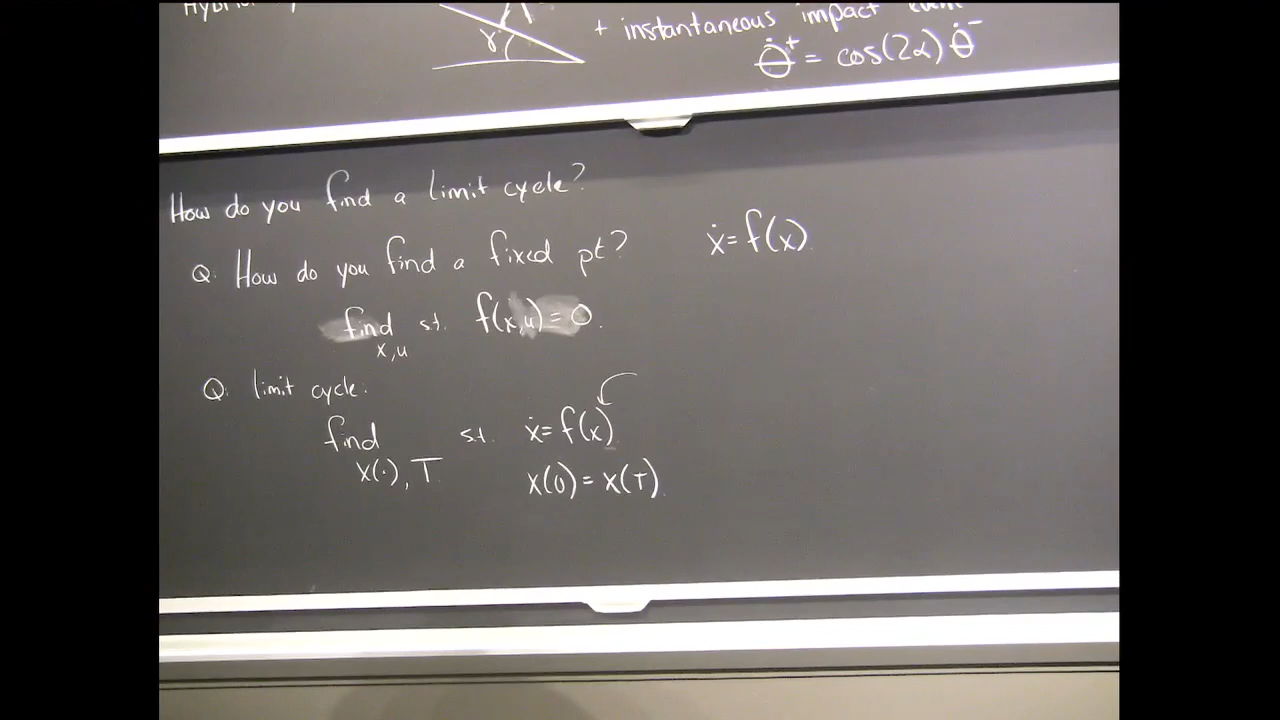 γ
+ instantaneous impact
θ̇⁺ = cos(2α) θ̇⁻
How do you find a limit cycle?
Q: How do you find a fixed pt? ẋ = f(x).
find s.t. f(x,u) = 0.
x,u
Q: limit cycle:
find s.t. ẋ = f(x).
x(·), T
x(0) = x(T).